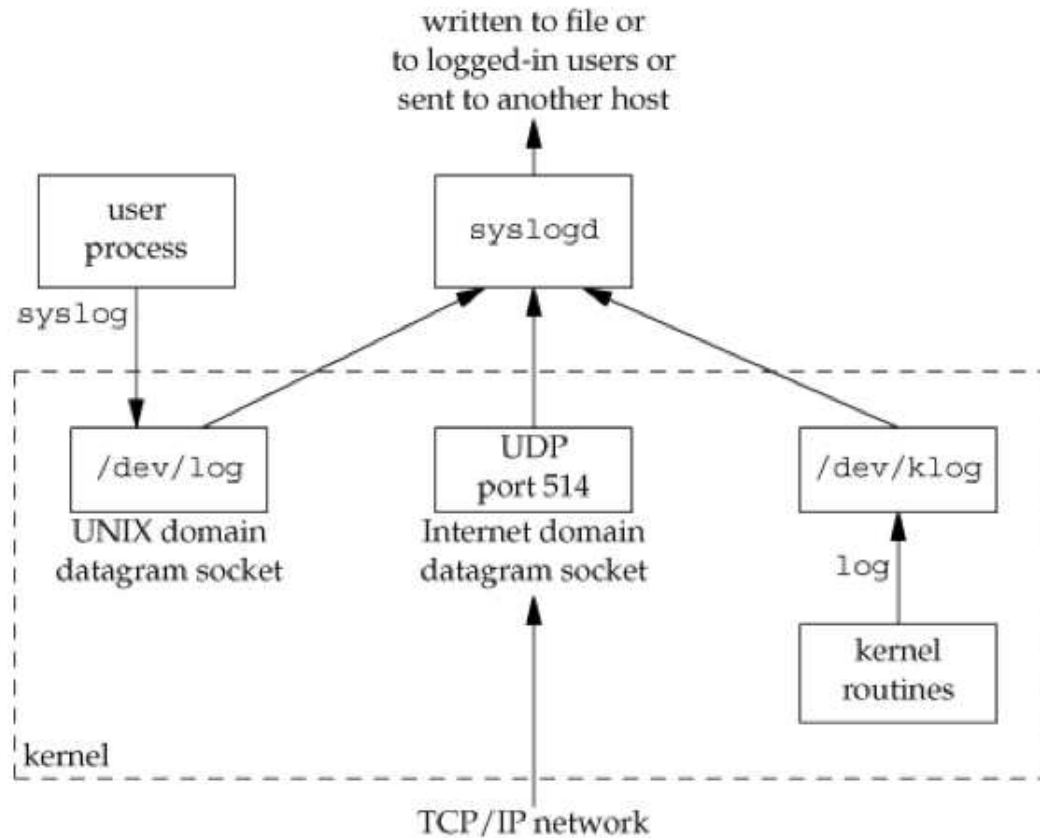 written to file or
to logged-in users or
sent to another host
user
process
syslogd
syslog
/dev/log
UNIX domain
datagram socket
UDP
port 514
Internet domain
datagram socket
/dev/klog
log
kernel
routines
kernel
TCP/IP network